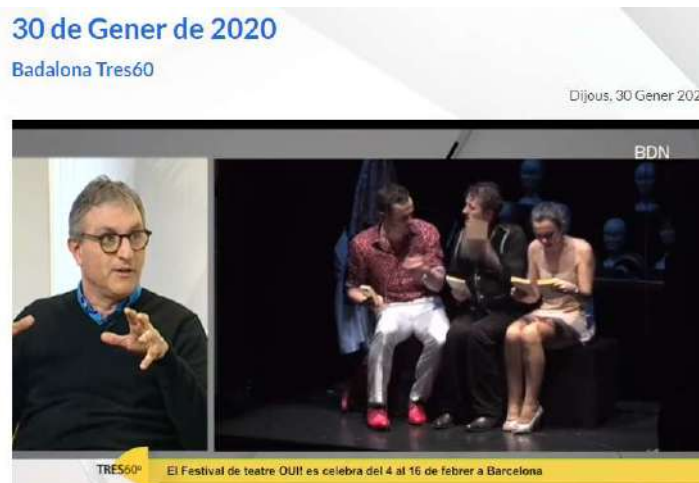 30 de Gener de 2020
Badalona Tres60
Dijous, 30 Gener 202
BDN
TRES60º El Festival de teatre OUI! es celebra del 4 al 16 de febrer a Barcelona